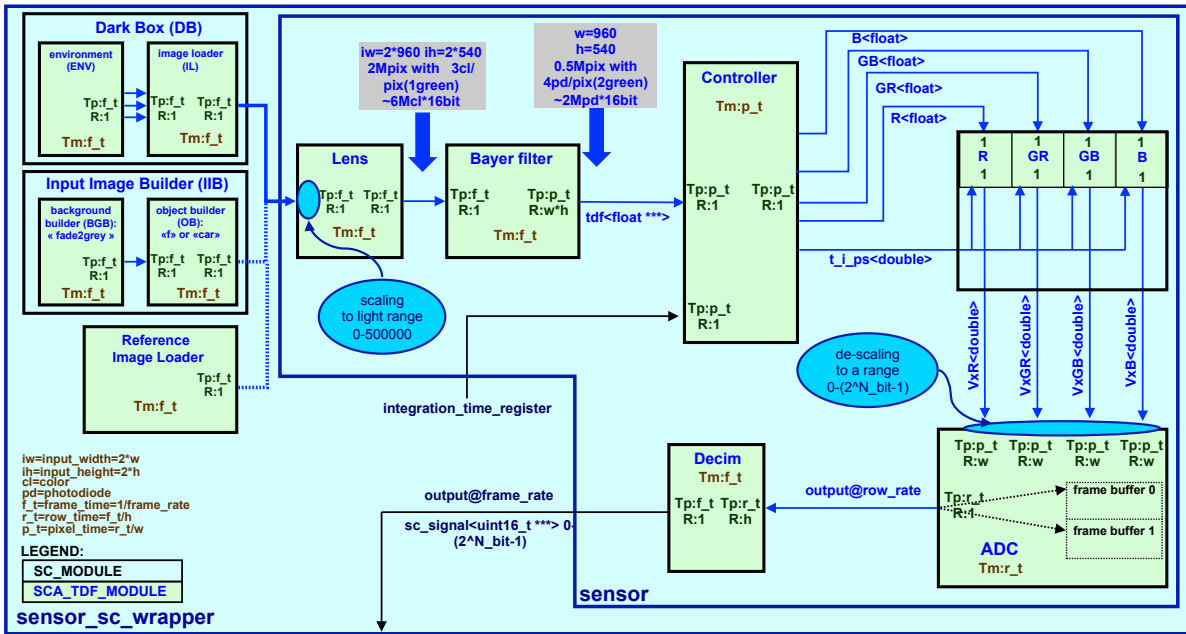 Dark Box (DB)
environment
(ENV)
Tp:f_t
R:1
Tm:f_t
image loader
(IL)
Tp:f_t
R:1
Tp:f_t
R:1
Tm:f_t
Input Image Builder (IIB)
background
builder (BGB):
« fade2grey »
Tp:f_t
R:1
Tm:f_t
object builder
(OB):
«f» or «car»
Tp:f_t
R:1
Tp:f_t
R:1
Tm:f_t
Reference
Image Loader
Tp:f_t
R:1
Tm:f_t
iw=2*960 ih=2*540
2Mpix with 3cl/
pix(1green)
~6Mcl*16bit
w=960
h=540
0.5Mpix with
4pd/pix(2green)
~2Mpd*16bit
Lens
Tp:f_t
R:1
Tp:f_t
R:1
Tm:f_t
Bayer filter
Tp:f_t
R:1
Tp:p_t
R:w*h
Tm:f_t
tdf<float ***>
scaling
to light range
0-500000
Controller
Tm:p_t
Tp:p_t
R:1
Tp:p_t
R:1
Tp:p_t
R:1
B<float>
GB<float>
GR<float>
R<float>
t_i_ps<double>
1
R
1
1
GR
1
1
GB
1
1
B
1
VxR<double>
VxGR<double>
VxGB<double>
VxB<double>
de-scaling
to a range
0-(2^N_bit-1)
integration_time_register
Tp:p_t
R:w
Tp:p_t
R:w
Tp:p_t
R:w
Tp:p_t
R:w
Tp:r_t
R:1
frame buffer 0
frame buffer 1
ADC
Tm:r_t
output@row_rate
Decim
Tm:f_t
Tp:f_t
R:1
Tp:r_t
R:h
output@frame_rate
sc_signal<uint16_t ***> 0-
(2^N_bit-1)
iw=input_width=2*w
ih=input_height=2*h
cl=color
pd=photodiode
f_t=frame_time=1/frame_rate
r_t=row_time=f_t/h
p_t=pixel_time=r_t/w
LEGEND:
SC_MODULE
SCA_TDF_MODULE
sensor_sc_wrapper
sensor